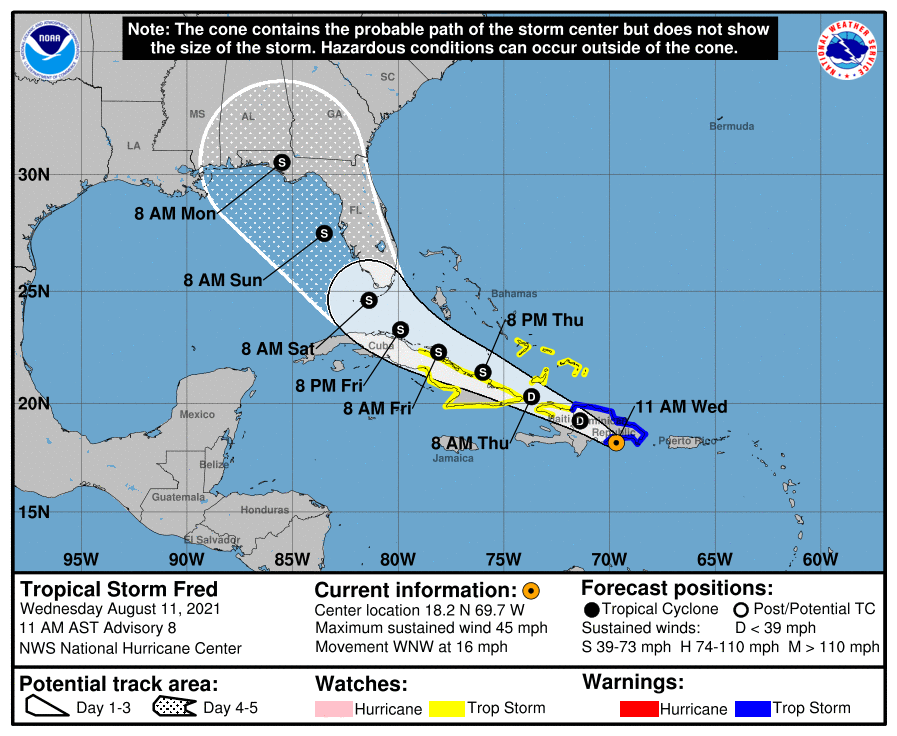 Note: The cone contains the probable path of the storm center but does not show
the size of the storm. Hazardous conditions can occur outside of the cone.
NOAA
NATIONAL WEATHER SERVICE
SC
MS
AL
GA
LA
Bermuda
30N
FL
8 AM Mon
S
8 AM Sun
S
25N
Bahamas
8 PM Thu
8 AM Sat
S
S
Cuba
S
8 PM Fri
S
8 AM Fri
D
20N
11 AM Wed
Mexico
Haiti
D
Dominican
Republic
Puerto Rico
8 AM Thu
Jamaica
Belize
Guatemala
Honduras
15N
El Salvador
95W 90W 85W 80W 75W 70W 65W 60W
Tropical Storm Fred
Wednesday August 11, 2021
11 AM AST Advisory 8
NWS National Hurricane Center
Current information:
Center location 18.2 N 69.7 W
Maximum sustained wind 45 mph
Movement WNW at 16 mph
Forecast positions:
Tropical Cyclone Post/Potential TC
Sustained winds: D < 39 mph
S 39-73 mph H 74-110 mph M > 110 mph
Potential track area:
Day 1-3 Day 4-5
Watches:
Hurricane Trop Storm
Warnings:
Hurricane Trop Storm